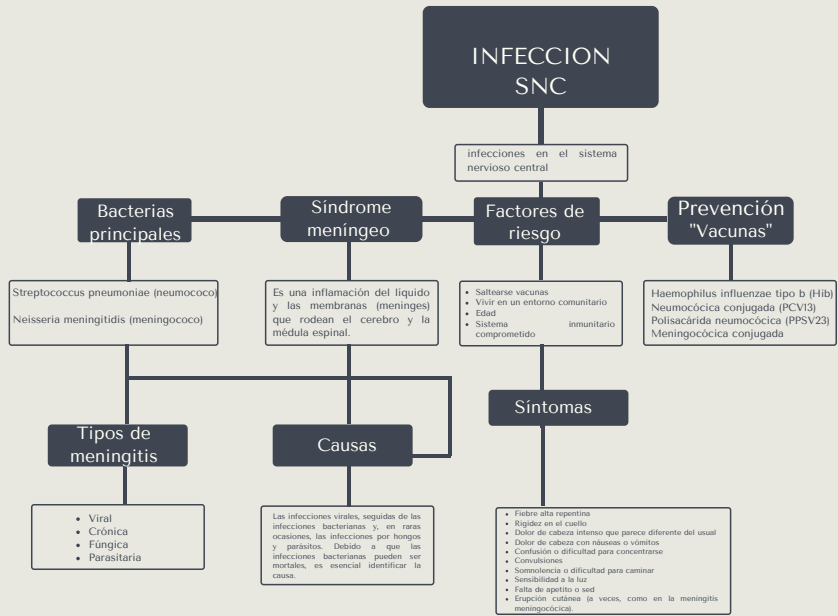 INFECCION
SNC
infecciones en el sistema
nervioso central
Bacterias
principales
Síndrome
meníngeo
Factores de
riesgo
Prevención
"Vacunas"
Streptococcus pneumoniae (neumococo)
Neisseria meningitidis (meningococo)
Es una inflamación del líquido
y las membranas (meninges)
que rodean el cerebro y la
médula espinal.
• Saltearse vacunas
• Vivir en un entorno comunitario
• Edad
• Sistema inmunitario
comprometido
Haemophilus influenzae tipo b (Hib)
Neumocócica conjugada (PCV13)
Polisacárida neumocócica (PPSV23)
Meningocócica conjugada
Tipos de
meningitis
Causas
Síntomas
• Viral
• Crónica
• Fúngica
• Parasitaria
Las infecciones virales, seguidas de las
infecciones bacterianas y, en raras
ocasiones, las infecciones por hongos
y parásitos. Debido a que las
infecciones bacterianas pueden ser
mortales, es esencial identificar la
causa.
• Fiebre alta repentina
• Rigidez en el cuello
• Dolor de cabeza intenso que parece diferente del usual
• Dolor de cabeza con náuseas o vómitos
• Confusión o dificultad para concentrarse
• Convulsiones
• Somnolencia o dificultad para caminar
• Sensibilidad a la luz
• Falta de apetito o sed
• Erupción cutánea (a veces, como en la meningitis
meningocócica).